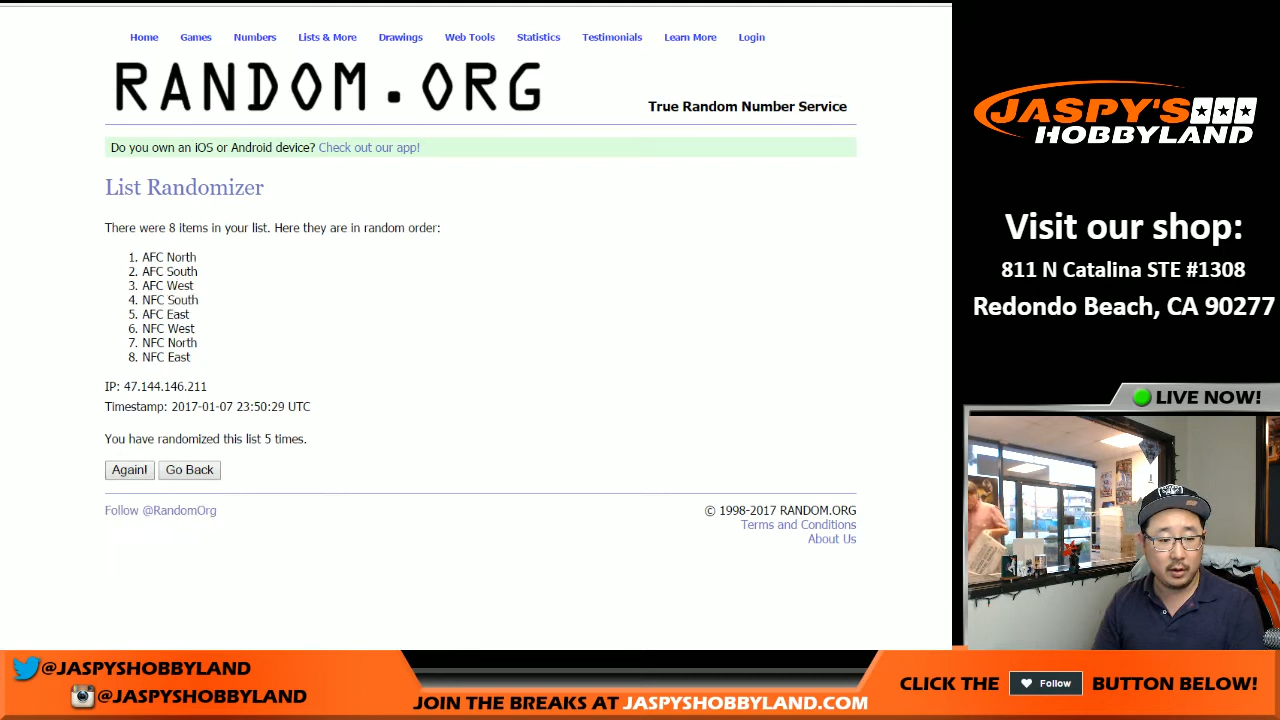 Home Games Numbers Lists & More Drawings Web Tools Statistics Testimonials Learn More Login
RANDOM.ORG
True Random Number Service
Do you own an iOS or Android device? Check out our app!
List Randomizer
There were 8 items in your list. Here they are in random order:
1. AFC North
2. AFC South
3. AFC West
4. NFC South
5. AFC East
6. NFC West
7. NFC North
8. NFC East
IP: 47.144.146.211
Timestamp: 2017-01-07 23:50:29 UTC
You have randomized this list 5 times.
Again! Go Back
Follow @RandomOrg
© 1998-2017 RANDOM.ORG
Terms and Conditions
About Us
JASPY'S
HOBBYLAND
Visit our shop:
811 N Catalina STE #1308
Redondo Beach, CA 90277
LIVE NOW!
@JASPYSHOBBYLAND
@JASPYSHOBBYLAND
JOIN THE BREAKS AT JASPYSHOBBYLAND.COM
CLICK THE Follow BUTTON BELOW!